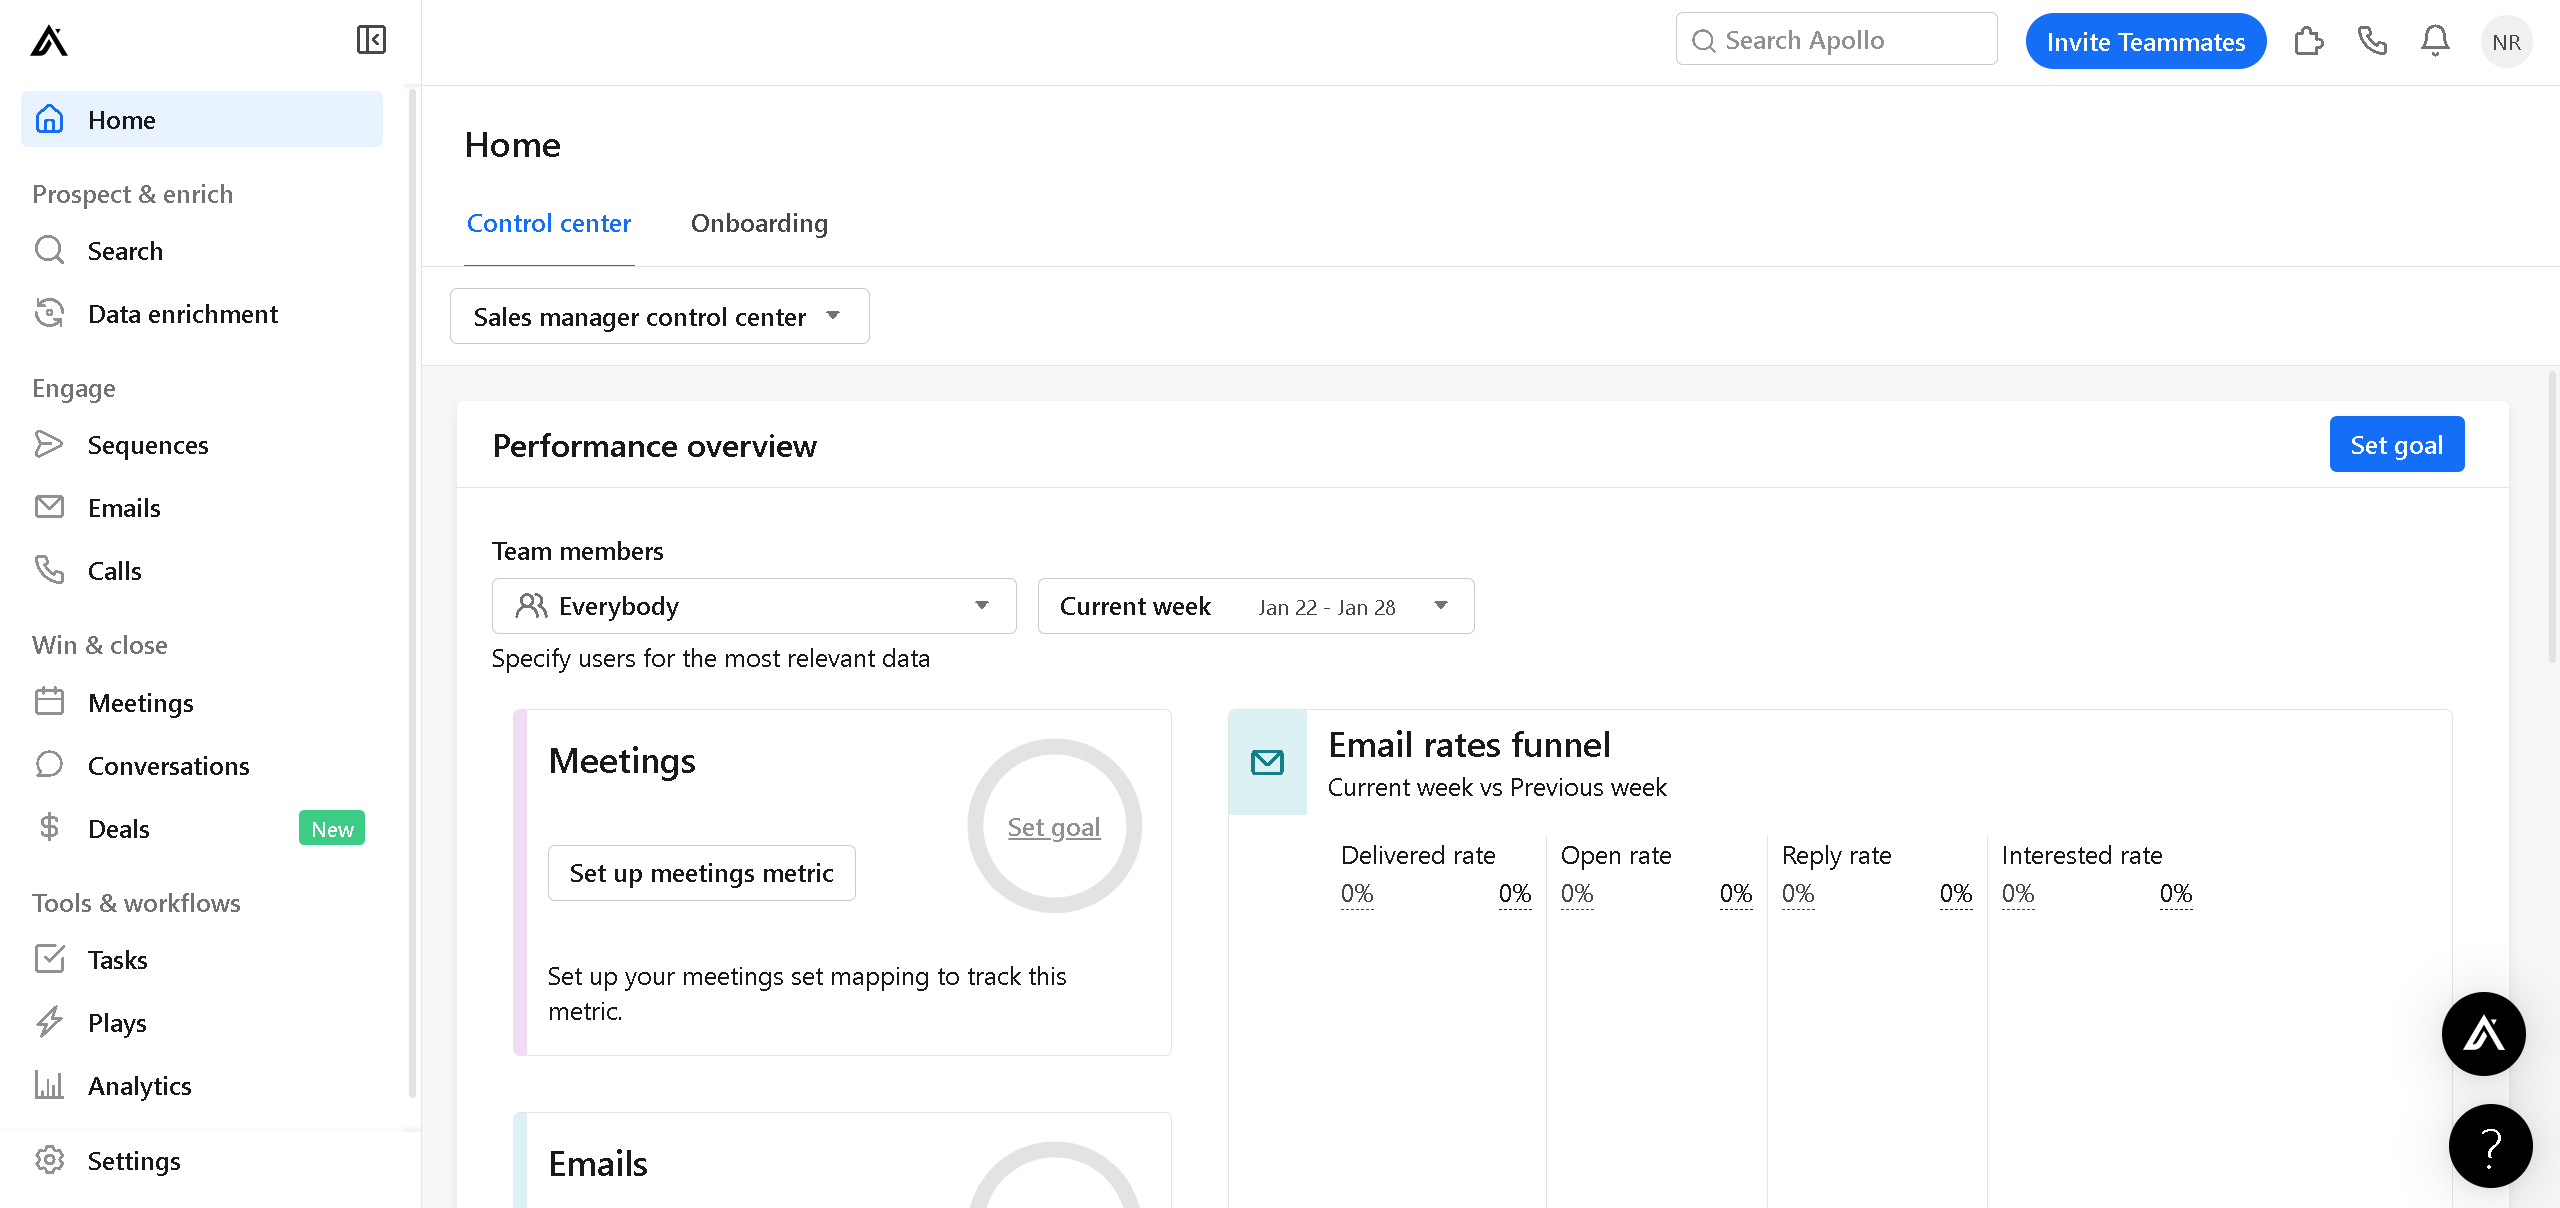 Search Apollo
Invite Teammates
NR
Home
Prospect & enrich
Search
Data enrichment
Engage
Sequences
Emails
Calls
Win & close
Meetings
Conversations
Deals New
Tools & workflows
Tasks
Plays
Analytics
Settings
Home
Control center Onboarding
Sales manager control center
Performance overview
Set goal
Team members
Everybody
Current week Jan 22 - Jan 28
Specify users for the most relevant data
Meetings
Set goal
Set up meetings metric
Set up your meetings set mapping to track this
metric.
Email rates funnel
Current week vs Previous week
Delivered rate Open rate Reply rate Interested rate
0% 0% 0% 0% 0% 0% 0% 0%
Emails
?